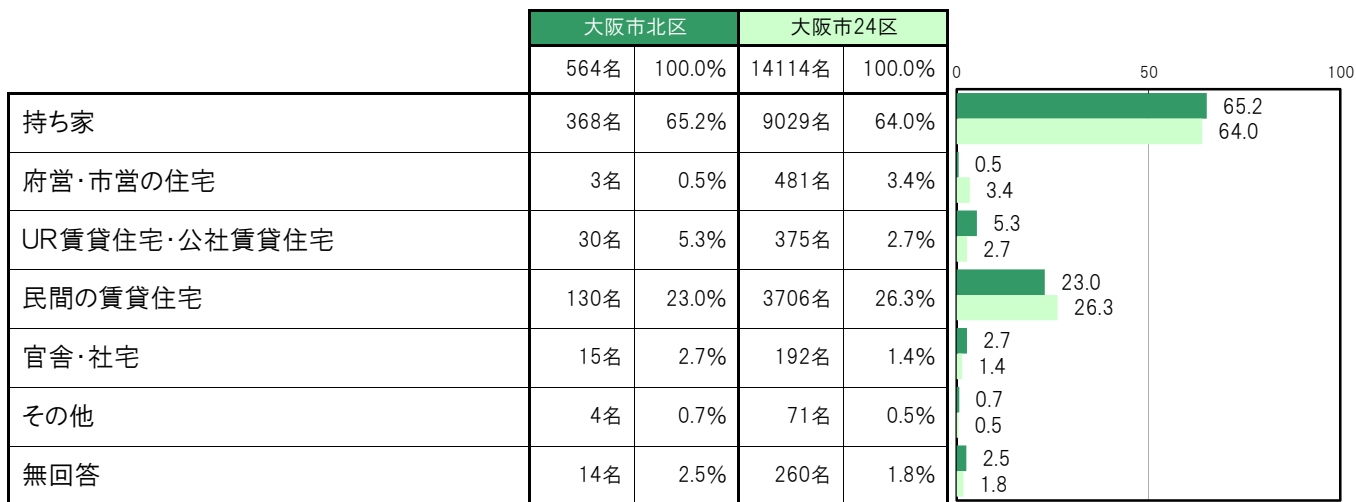 大阪市北区 大阪市24区
564名 100.0% 14114名 100.0% 0 50 100
持ち家 368名 65.2% 9029名 64.0% 65.2
64.0
府営・市営の住宅 3名 0.5% 481名 3.4% 0.5
3.4
UR賃貸住宅・公社賃貸住宅 30名 5.3% 375名 2.7% 5.3
2.7
民間の賃貸住宅 130名 23.0% 3706名 26.3% 23.0
26.3
官舎・社宅 15名 2.7% 192名 1.4% 2.7
1.4
その他 4名 0.7% 71名 0.5% 0.7
0.5
無回答 14名 2.5% 260名 1.8% 2.5
1.8